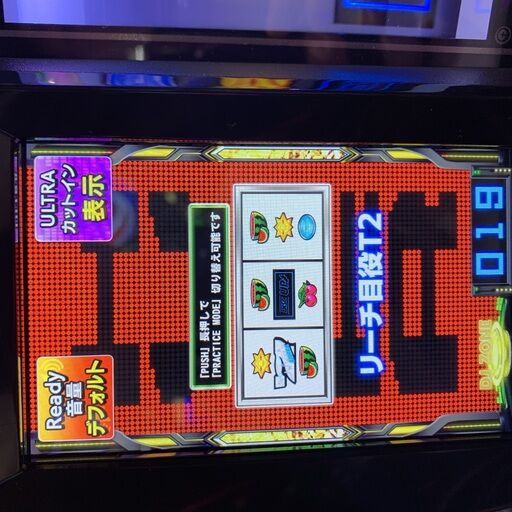 Ready
音量
デフォルト
ULTRA
カットイン
表示
「PUSH」長押しで
「PRACTICE MODE」切り替え可能です
リーチ目役T2
DJ ZONE
019